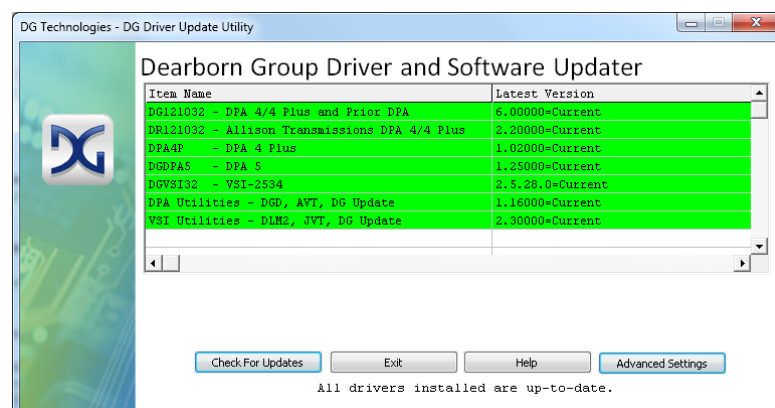 DG Technologies - DG Driver Update Utility
Dearborn Group Driver and Software Updater
Item Name Latest Version
DG121032 - DPA 4/4 Plus and Prior DPA 6.00000=Current
DR121032 - Allison Transmissions DPA 4/4 Plus 2.20000=Current
DPA4P - DPA 4 Plus 1.02000=Current
DGDPA5 - DPA 5 1.25000=Current
DGVSI32 - VSI-2534 2.5.28.0=Current
DPA Utilities - DGD, AVT, DG Update 1.16000=Current
VSI Utilities - DLM2, JVT, DG Update 2.30000=Current
Check For Updates Exit Help Advanced Settings
All drivers installed are up-to-date.